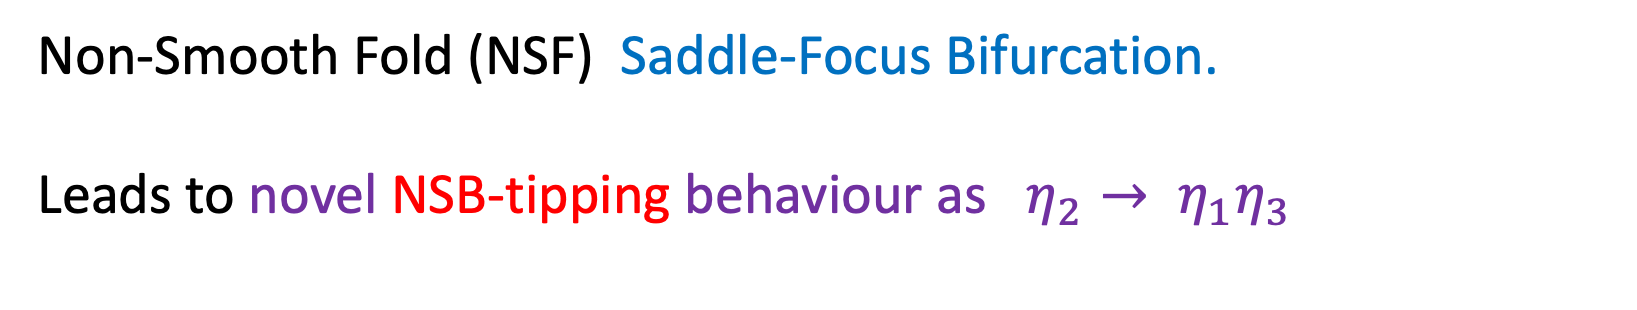 Non-Smooth Fold (NSF) Saddle-Focus Bifurcation.
Leads to novel NSB-tipping behaviour as η₂ → η₁η₃